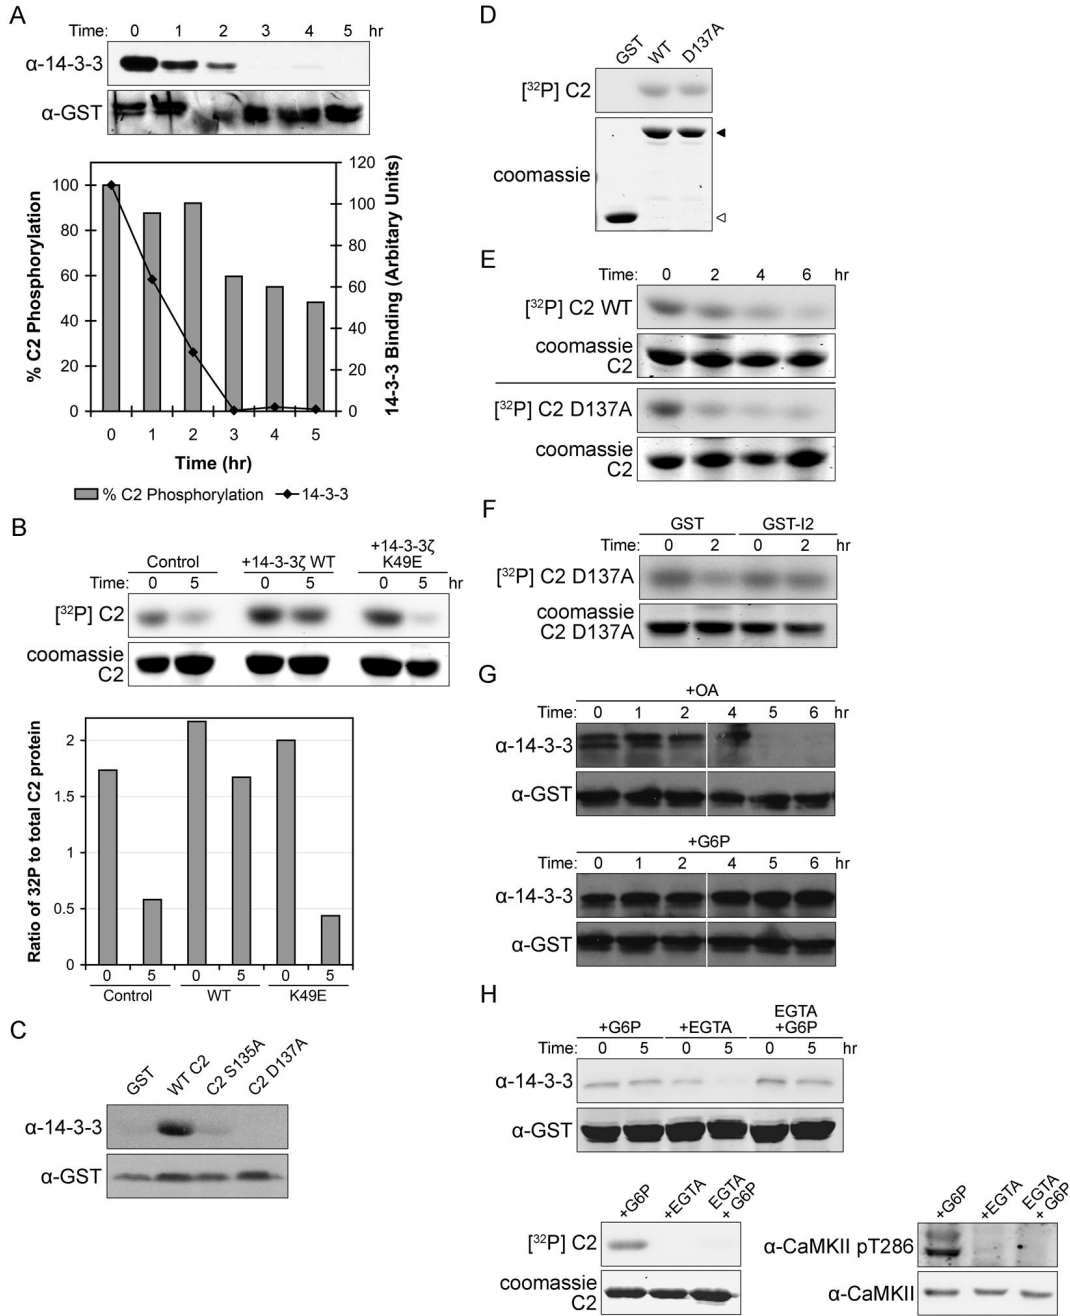 A
Time: 0 1 2 3 4 5 hr
α-14-3-3
α-GST
% C2 Phosphorylation
100
80
60
40
20
0
120
100
80
60
40
20
0
14-3-3 Binding (Arbitary Units)
0 1 2 3 4 5
Time (hr)
% C2 Phosphorylation 14-3-3
B
Control +14-3-3ζ WT +14-3-3ζ K49E
Time: 0 5 0 5 0 5 hr
[³²P] C2
coomassie C2
Ratio of 32P to total C2 protein
2
1.5
1
0.5
0
0 5 0 5 0 5
Control WT K49E
C
GST WT C2 C2 S135A C2 D137A
α-14-3-3
α-GST
D
GST WT D137A
[³²P] C2
coomassie
E
Time: 0 2 4 6 hr
[³²P] C2 WT
coomassie C2
[³²P] C2 D137A
coomassie C2
F
GST GST-I2
Time: 0 2 0 2 hr
[³²P] C2 D137A
coomassie
C2 D137A
G
+OA
Time: 0 1 2 4 5 6 hr
α-14-3-3
α-GST
+G6P
Time: 0 1 2 4 5 6 hr
α-14-3-3
α-GST
H
+G6P +EGTA EGTA +G6P
Time: 0 5 0 5 0 5 hr
α-14-3-3
α-GST
+G6P +EGTA EGTA + G6P
[³²P] C2
coomassie C2
+G6P +EGTA EGTA + G6P
α-CaMKII pT286
α-CaMKII